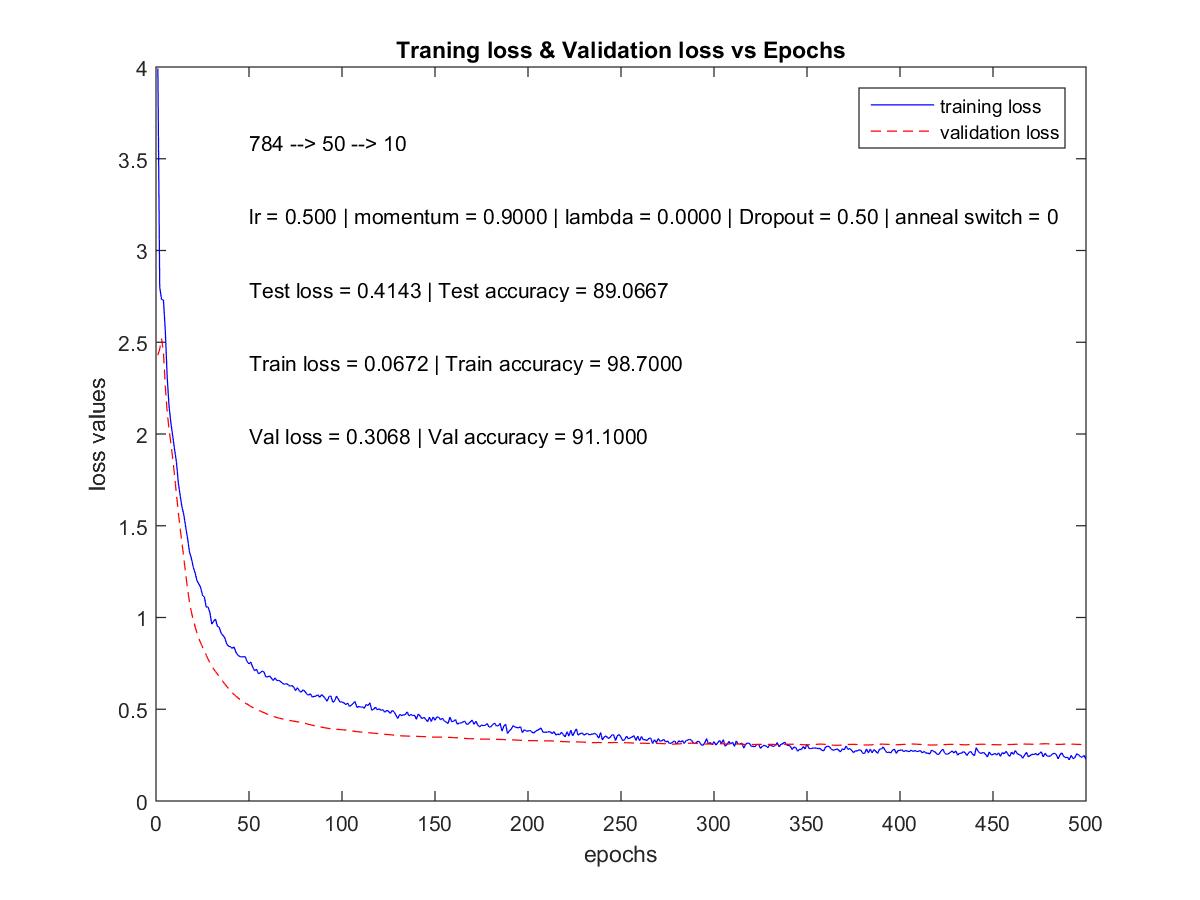 Traning loss & Validation loss vs Epochs
training loss
validation loss
784 --> 50 --> 10
lr = 0.500 | momentum = 0.9000 | lambda = 0.0000 | Dropout = 0.50 | anneal switch = 0
Test loss = 0.4143 | Test accuracy = 89.0667
Train loss = 0.0672 | Train accuracy = 98.7000
Val loss = 0.3068 | Val accuracy = 91.1000
loss values
4
3.5
3
2.5
2
1.5
1
0.5
0
0 50 100 150 200 250 300 350 400 450 500
epochs